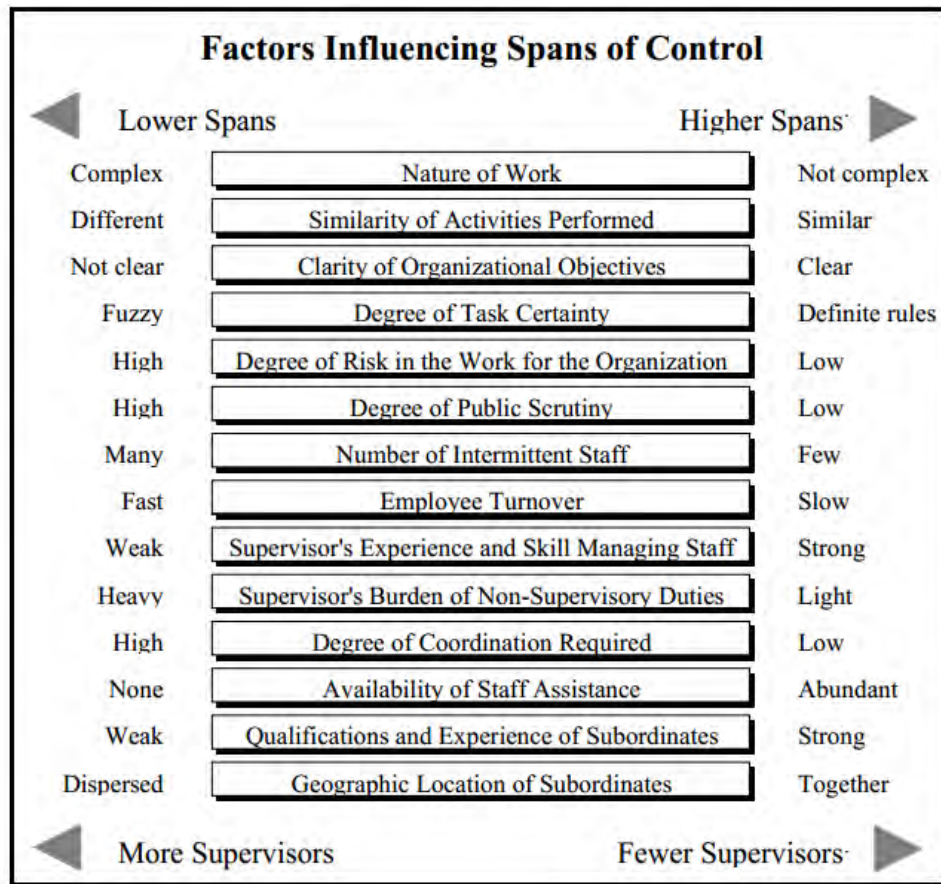 Factors Influencing Spans of Control
Lower Spans Higher Spans
Complex Nature of Work Not complex
Different Similarity of Activities Performed Similar
Not clear Clarity of Organizational Objectives Clear
Fuzzy Degree of Task Certainty Definite rules
High Degree of Risk in the Work for the Organization Low
High Degree of Public Scrutiny Low
Many Number of Intermittent Staff Few
Fast Employee Turnover Slow
Weak Supervisor's Experience and Skill Managing Staff Strong
Heavy Supervisor's Burden of Non-Supervisory Duties Light
High Degree of Coordination Required Low
None Availability of Staff Assistance Abundant
Weak Qualifications and Experience of Subordinates Strong
Dispersed Geographic Location of Subordinates Together
More Supervisors Fewer Supervisors